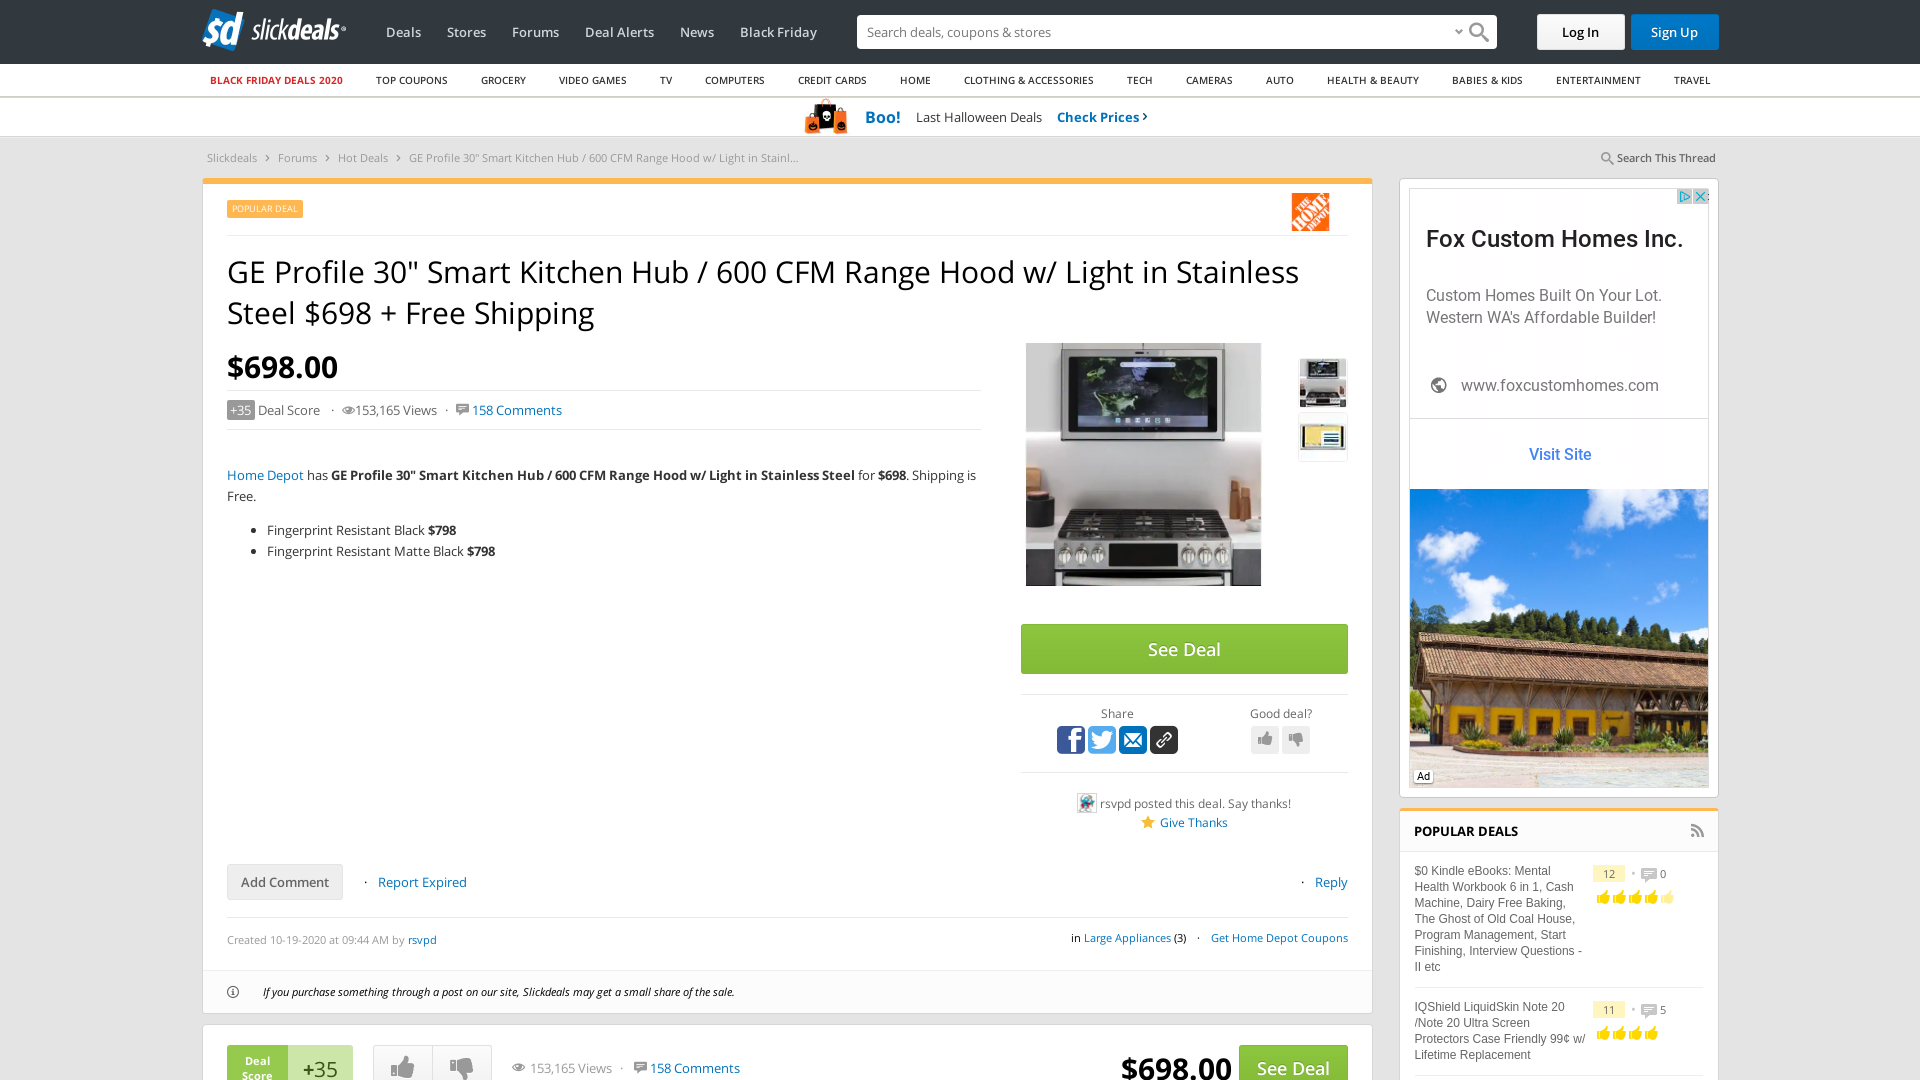 sd slickdeals
Deals Stores Forums Deal Alerts News Black Friday
Search deals, coupons & stores
Log In Sign Up
BLACK FRIDAY DEALS 2020 TOP COUPONS GROCERY VIDEO GAMES TV COMPUTERS CREDIT CARDS HOME CLOTHING & ACCESSORIES TECH CAMERAS AUTO HEALTH & BEAUTY BABIES & KIDS ENTERTAINMENT TRAVEL
Boo! Last Halloween Deals Check Prices ›
Slickdeals › Forums › Hot Deals › GE Profile 30" Smart Kitchen Hub / 600 CFM Range Hood w/ Light in Stainl...
Search This Thread
POPULAR DEAL
THE HOME DEPOT
GE Profile 30" Smart Kitchen Hub / 600 CFM Range Hood w/ Light in Stainless
Steel $698 + Free Shipping
$698.00
+35 Deal Score · 153,165 Views · 158 Comments
Home Depot has GE Profile 30" Smart Kitchen Hub / 600 CFM Range Hood w/ Light in Stainless Steel for $698. Shipping is
Free.
• Fingerprint Resistant Black $798
• Fingerprint Resistant Matte Black $798
See Deal
Share
Good deal?
rsvpd posted this deal. Say thanks!
Give Thanks
Add Comment · Report Expired
· Reply
Created 10-19-2020 at 09:44 AM by rsvpd
in Large Appliances (3) · Get Home Depot Coupons
If you purchase something through a post on our site, Slickdeals may get a small share of the sale.
Deal
Score
+35
153,165 Views · 158 Comments
$698.00
See Deal
Fox Custom Homes Inc.
Custom Homes Built On Your Lot.
Western WA's Affordable Builder!
www.foxcustomhomes.com
Visit Site
Ad
POPULAR DEALS
$0 Kindle eBooks: Mental
Health Workbook 6 in 1, Cash
Machine, Dairy Free Baking,
The Ghost of Old Coal House,
Program Management, Start
Finishing, Interview Questions -
II etc
12 • 0
IQShield LiquidSkin Note 20
/Note 20 Ultra Screen
Protectors Case Friendly 99¢ w/
Lifetime Replacement
11 • 5